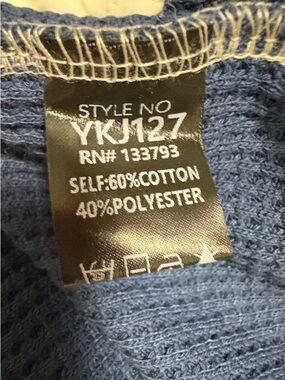 STYLE NO
YKJ127
RN# 133793
SELF:60%COTTON
40%POLYESTER